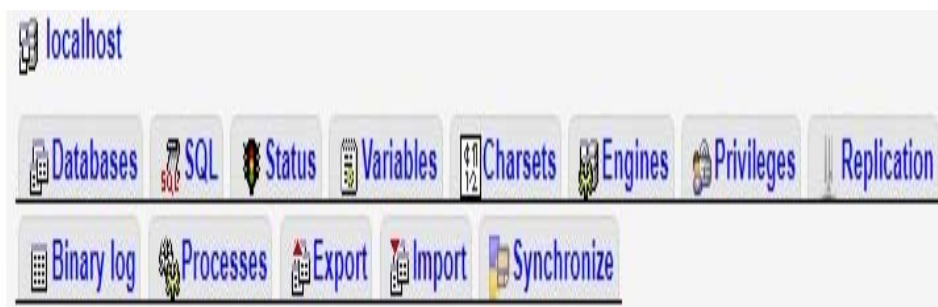 localhost
Databases SQL Status Variables Charsets Engines Privileges Replication
Binary log Processes Export Import Synchronize